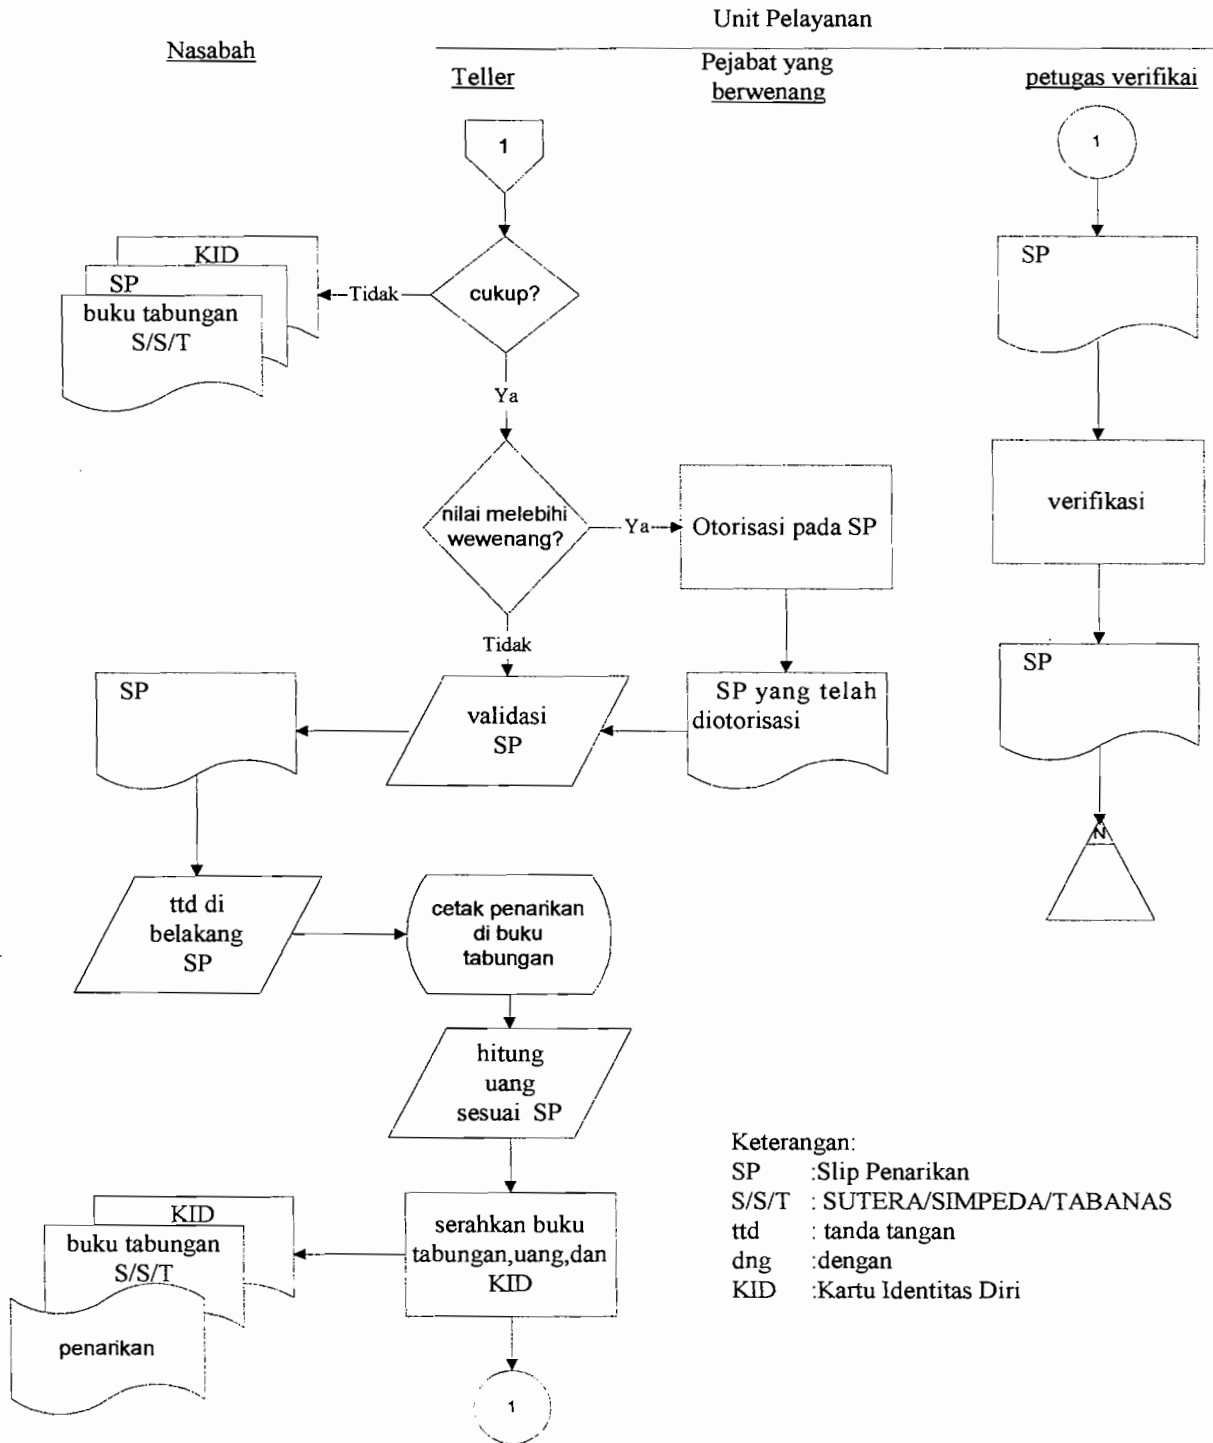 Unit Pelayanan
Nasabah
Teller
Pejabat yang
berwenang
petugas verifikai
1
1
KID
SP
buku tabungan
S/S/T
Tidak
cukup?
SP
Ya
nilai melebihi
wewenang?
Ya
Otorisasi pada SP
verifikasi
Tidak
SP
validasi
SP
SP yang telah
diotorisasi
SP
N
ttd di
belakang
SP
cetak penarikan
di buku
tabungan
hitung
uang
sesuai SP
KID
buku tabungan
S/S/T
penarikan
serahkan buku
tabungan,uang,dan
KID
1
Keterangan:
SP :Slip Penarikan
S/S/T : SUTERA/SIMPEDA/TABANAS
ttd : tanda tangan
dng :dengan
KID :Kartu Identitas Diri